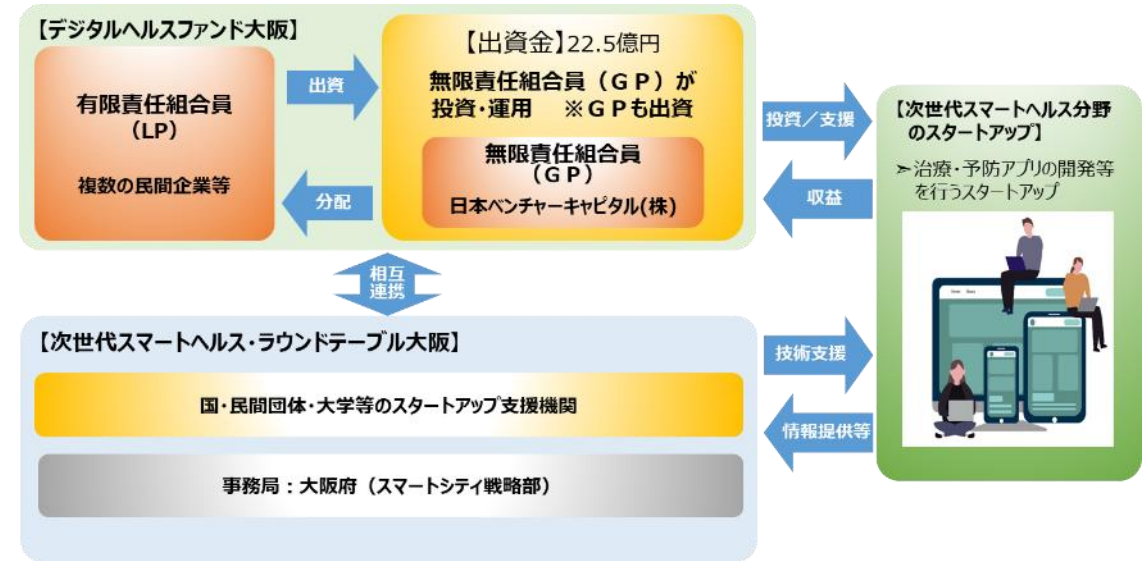 【デジタルヘルスファンド大阪】
有限責任組合員
(LP)
複数の民間企業等
出資
分配
【出資金】22.5億円
無限責任組合員（ＧＰ）が
投資・運用　※ＧＰも出資
無限責任組合員
（ＧＰ）
日本ベンチャーキャピタル(株)
投資／支援
収益
【次世代スマートヘルス分野
のスタートアップ】
➣治療・予防アプリの開発等
を行うスタートアップ
相互
連携
【次世代スマートヘルス・ラウンドテーブル大阪】
国・民間団体・大学等のスタートアップ支援機関
事務局：大阪府（スマートシティ戦略部）
技術支援
情報提供等